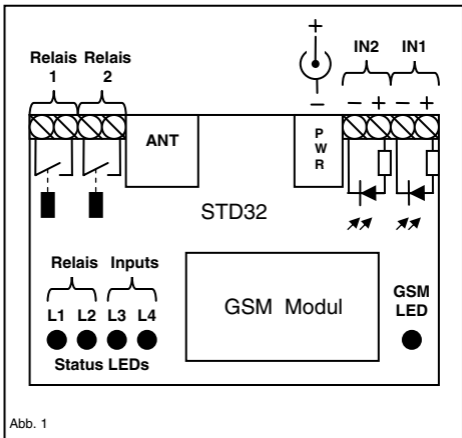 +
IN2 IN1
Relais Relais
1 2
− − + − +
ANT
P
W
R
STD32
Relais Inputs
L1 L2 L3 L4
Status LEDs
GSM Modul
GSM
LED
Abb. 1